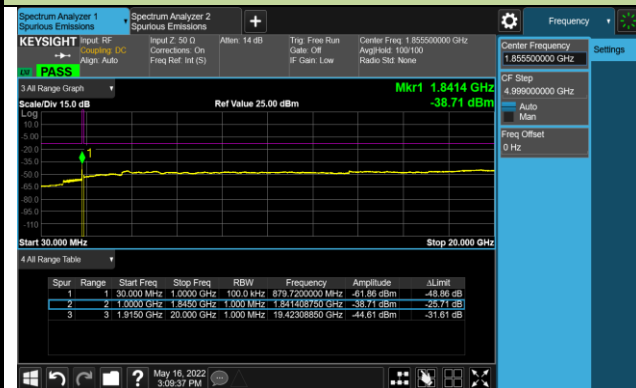 Spectrum Analyzer 1
Spurious Emissions
Spectrum Analyzer 2
Spurious Emissions
+
Frequency
KEYSIGHT
Input: RF
Coupling: DC
Align: Auto
Input Z: 50 Ω
Corrections: On
Freq Ref: Int (S)
Atten: 14 dB
Trig: Free Run
Gate: Off
IF Gain: Low
Center Freq: 1.855500000 GHz
Avg|Hold: 100/100
Radio Std: None
PASS
Center Frequency
1.855500000 GHz
Settings
CF Step
4.999000000 GHz
Auto
Man
Freq Offset
0 Hz
3 All Range Graph
Mkr1 1.8414 GHz
Scale/Div 15.0 dB
Ref Value 25.00 dBm
-38.71 dBm
Log
10.0
-5.00
-20.0
-35.0
-50.0
-65.0
-80.0
-95.0
-110
1
Start 30.000 MHz
Stop 20.000 GHz
4 All Range Table
Spur Range Start Freq Stop Freq RBW Frequency Amplitude ΔLimit
1 1 30.000 MHz 1.0000 GHz 100.0 kHz 879.7200000 MHz -61.86 dBm -48.86 dB
2 2 1.0000 GHz 1.8450 GHz 1.000 MHz 1.841408750 GHz -38.71 dBm -25.71 dB
3 3 1.9150 GHz 20.000 GHz 1.000 MHz 19.42308850 GHz -44.61 dBm -31.61 dB
?
May 16, 2022
3:09:37 PM